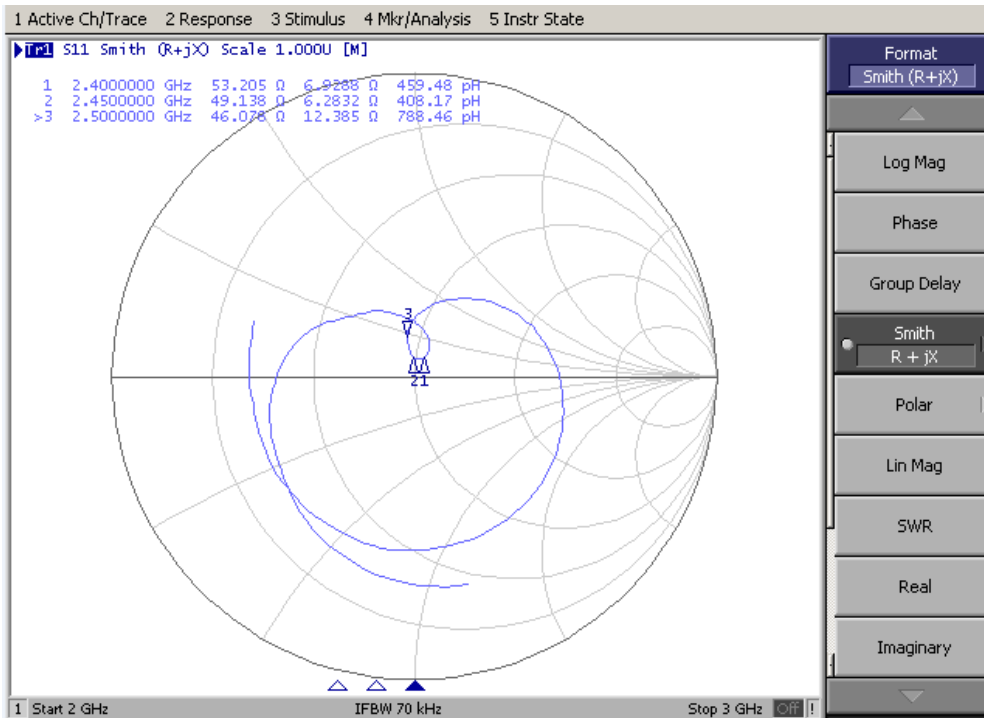 1 Active Ch/Trace 2 Response 3 Stimulus 4 Mkr/Analysis 5 Instr State
Tr1 S11 Smith (R+jX) Scale 1.000U [M]
1 2.4000000 GHz 53.205 Ω 6.9288 Ω 459.48 pH
2 2.4500000 GHz 49.138 Ω 6.2832 Ω 408.17 pH
>3 2.5000000 GHz 46.078 Ω 12.385 Ω 788.46 pH
3
21
Format
Smith (R+jX)
Log Mag
Phase
Group Delay
Smith
R + jX
Polar
Lin Mag
SWR
Real
Imaginary
1 Start 2 GHz IFBW 70 kHz Stop 3 GHz Off !